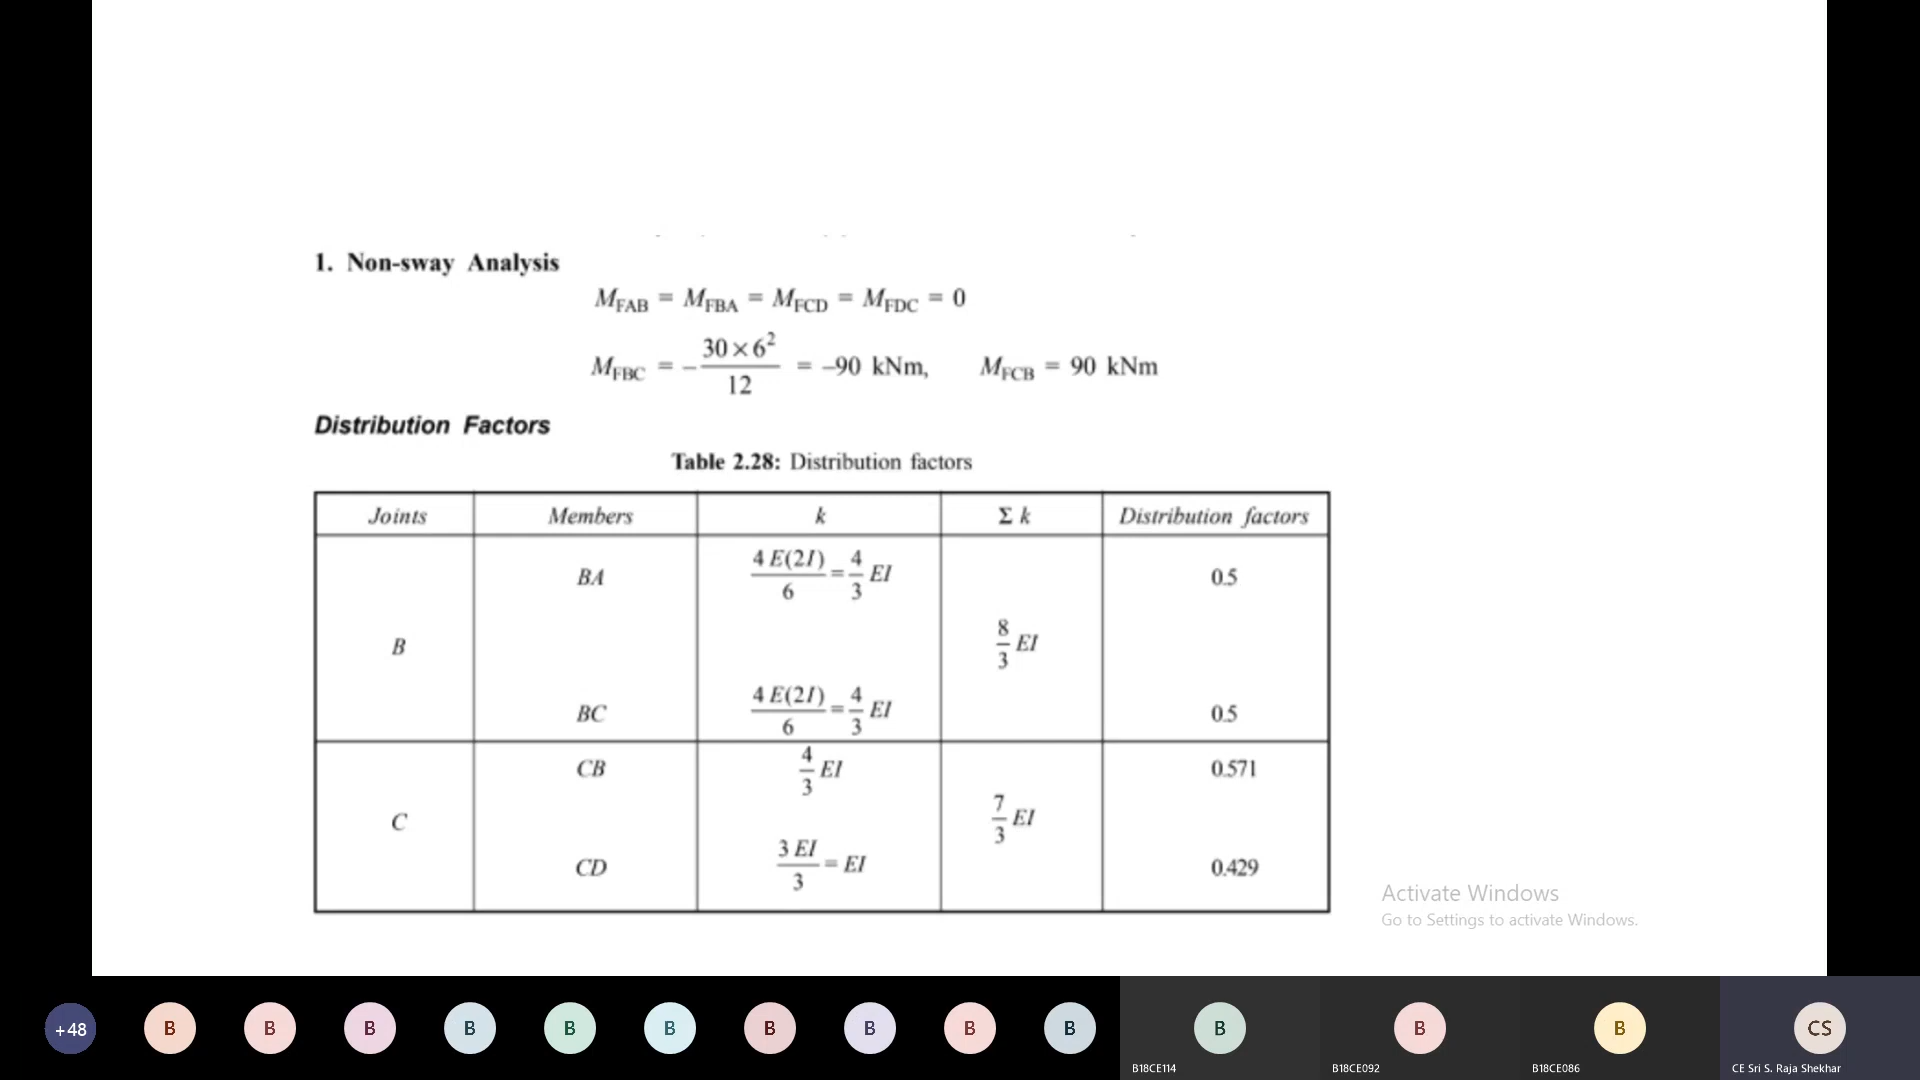 1. Non-sway Analysis
M_FAB = M_FBA = M_FCD = M_FDC = 0
M_FBC = -30×6²/12 = –90 kNm, M_FCB = 90 kNm
Distribution Factors
Table 2.28: Distribution factors
Joints Members k Σ k Distribution factors
BA 4 E(2I)/6 = 4/3 EI 0.5
B 8/3 EI
BC 4 E(2I)/6 = 4/3 EI 0.5
CB 4/3 EI 0.571
C 7/3 EI
CD 3 EI/3 = EI 0.429
Activate Windows
Go to Settings to activate Windows.
+48 B B B B B B B B B B B B B CS
B18CE114 B18CE092 B18CE086 CE Sri S. Raja Shekhar